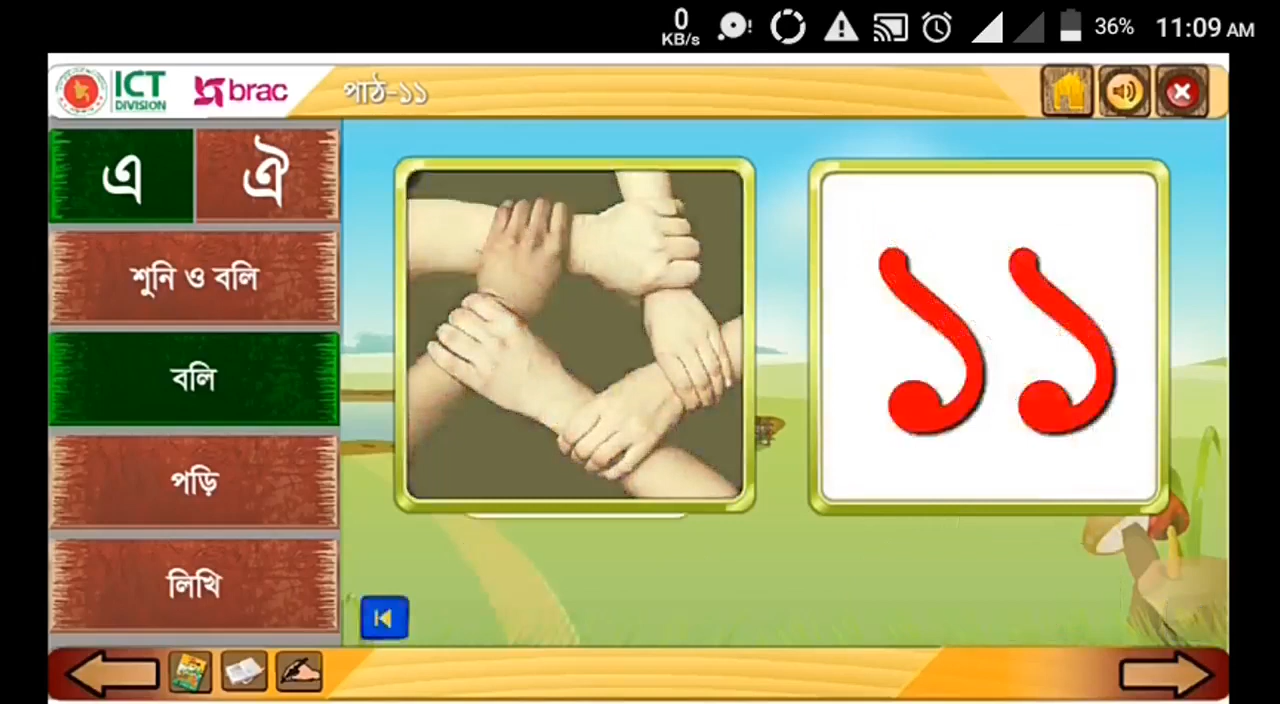 0
KB/s
36%
11:09 AM
ICT
DIVISION
brac
পাঠ-১১
এ
ঐ
শুনি ও বলি
বলি
পড়ি
লিখি
১১